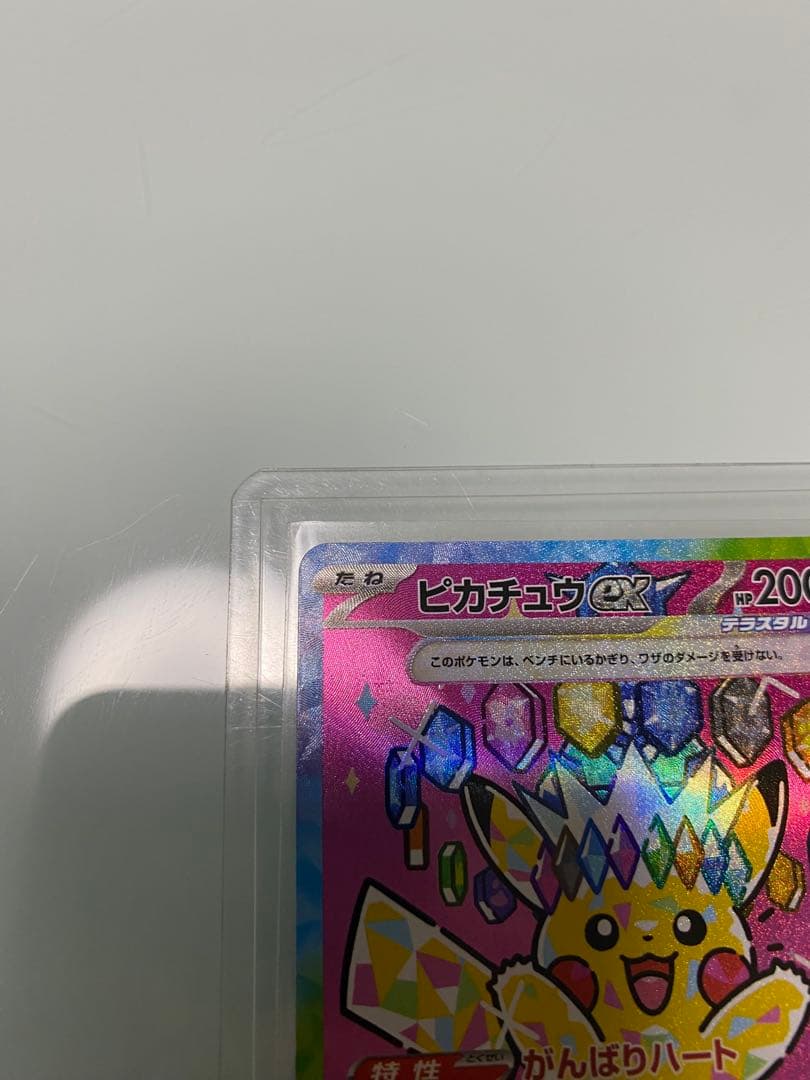 たね ピカチュウex HP200
テラスタル
このポケモンは、ベンチにいるかぎり、ワザのダメージを受けない。
特性 とくせい がんばりハート